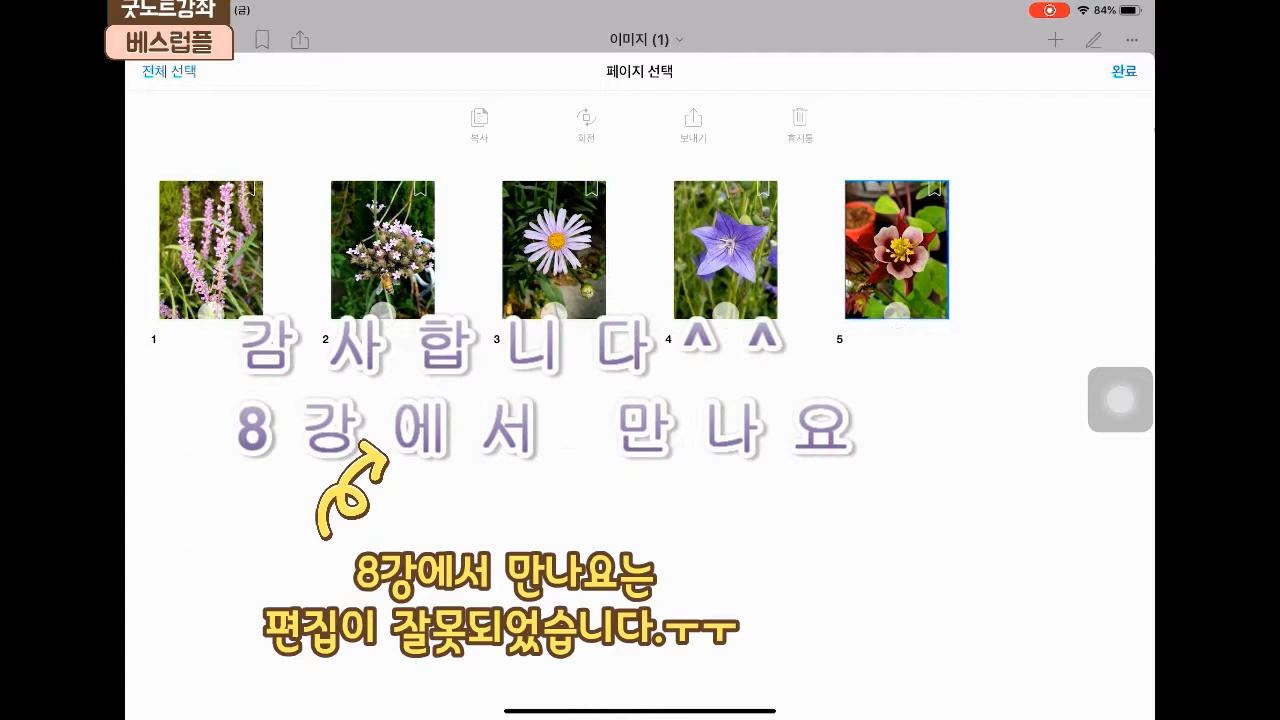 굿노트강좌
(금)
베스럽플
84%
이미지 (1)
전체 선택
페이지 선택
완료
복사
회전
보내기
휴지통
1
2
3
4
5
감사합니다^^
8강에서 만나요
8강에서 만나요는
편집이 잘못되었습니다.ㅜㅜ